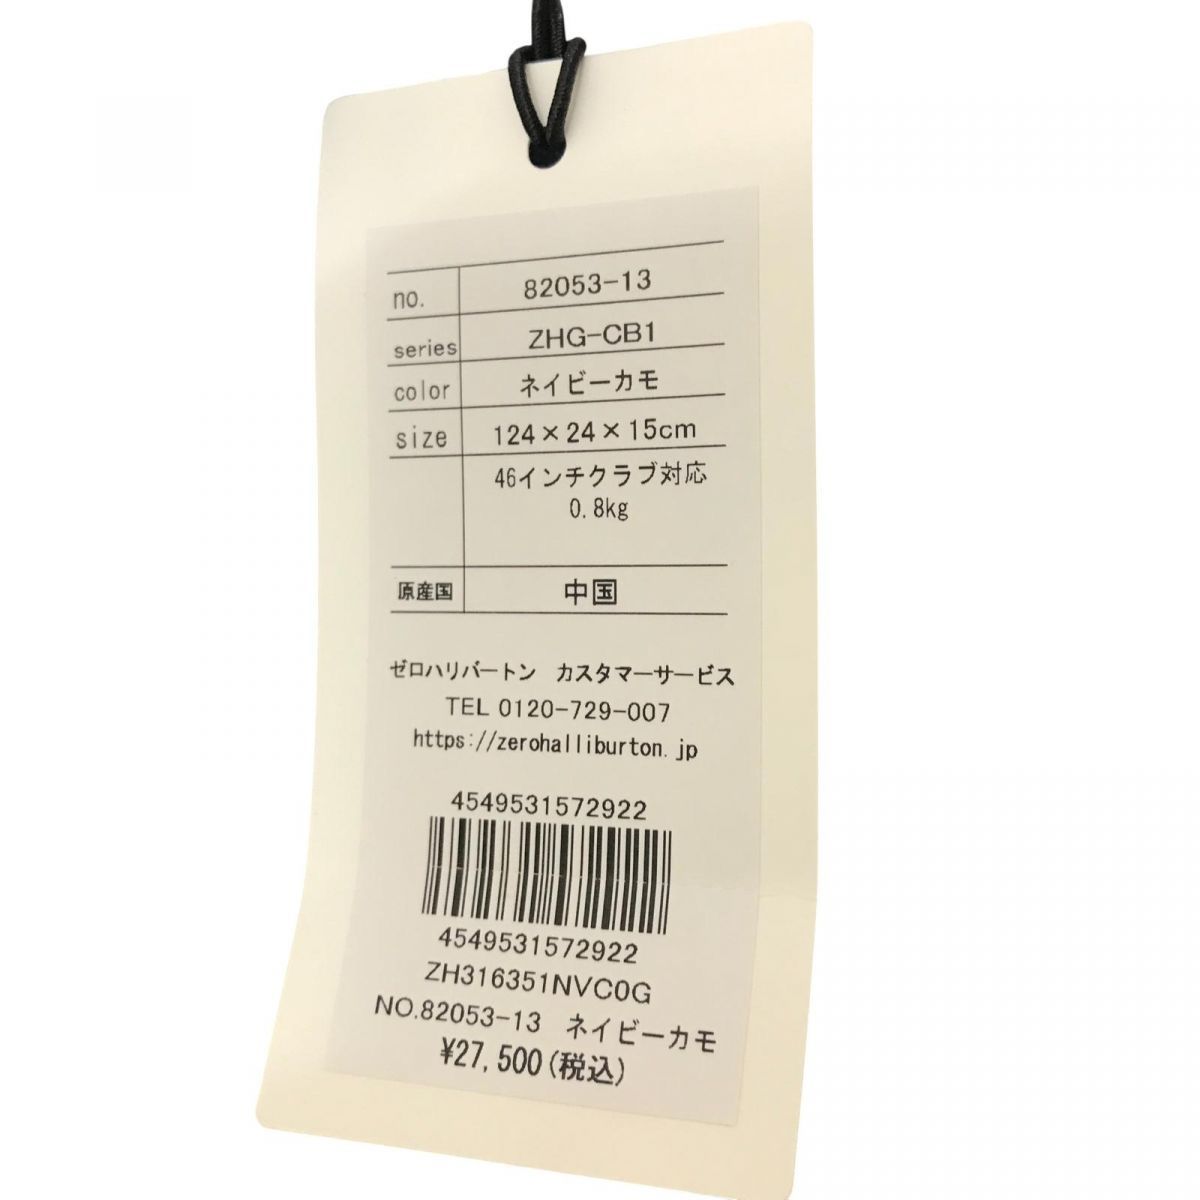 no. 82053-13
series ZHG-CB1
color ネイビーカモ
size 124×24×15cm
46インチクラブ対応
0.8kg
原産国 中国
ゼロハリバートン カスタマーサービス
TEL 0120-729-007
https://zerohalliburton.jp
4549531572922
4549531572922
ZH316351NVC0G
NO.82053-13 ネイビーカモ
¥27,500(税込)